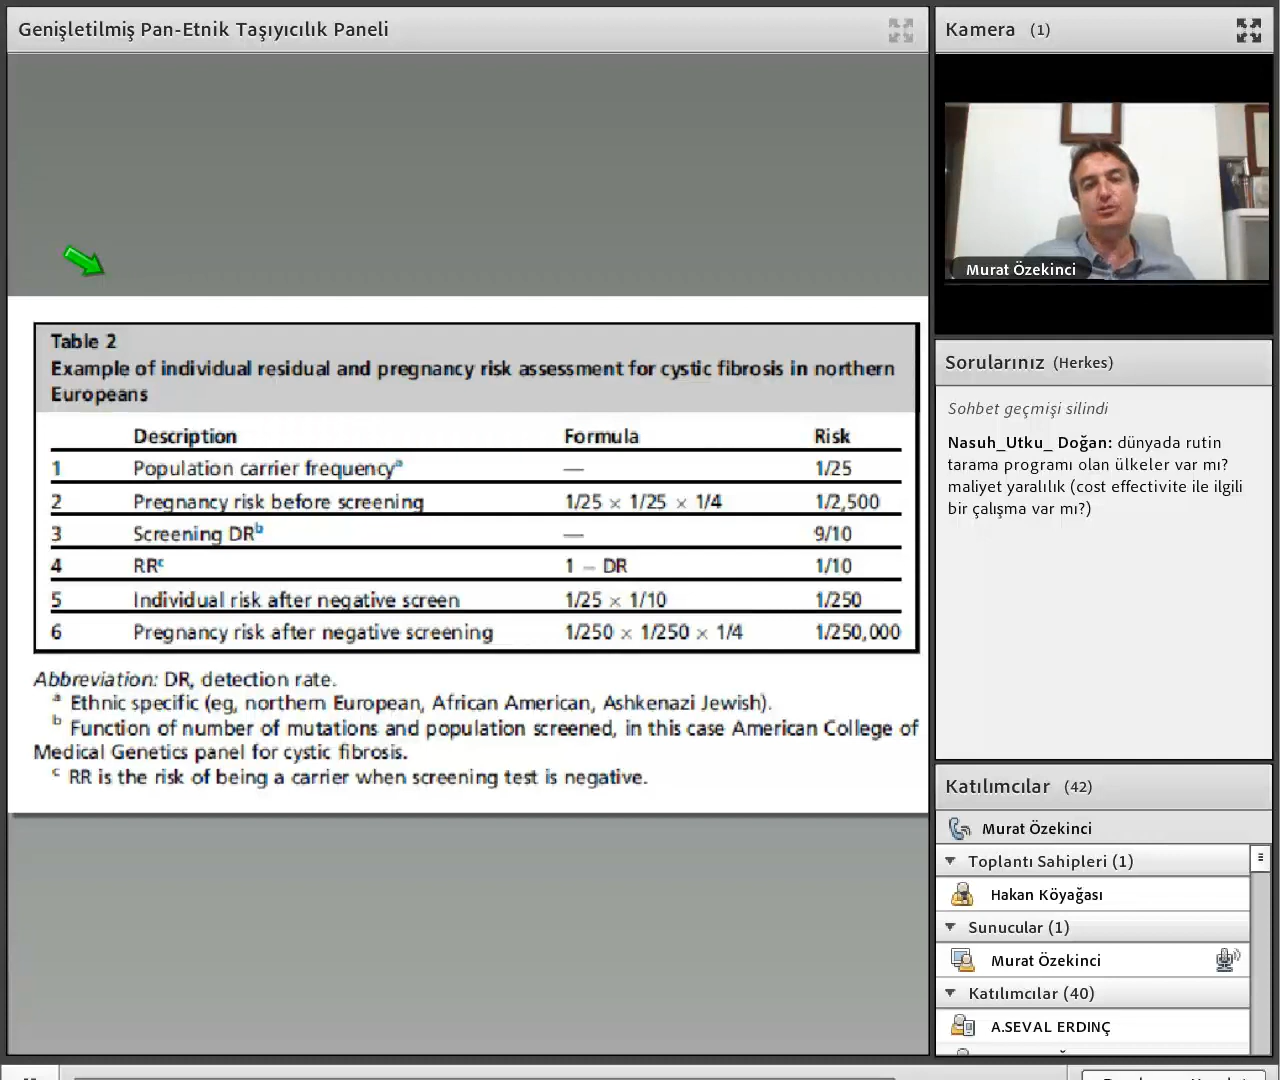 Genişletilmiş Pan-Etnik Taşıyıcılık Paneli
Table 2
Example of individual residual and pregnancy risk assessment for cystic fibrosis in northern
Europeans
Description Formula Risk
1 Population carrier frequencyᵃ — 1/25
2 Pregnancy risk before screening 1/25 × 1/25 × 1/4 1/2,500
3 Screening DRᵇ — 9/10
4 RRᶜ 1 – DR 1/10
5 Individual risk after negative screen 1/25 × 1/10 1/250
6 Pregnancy risk after negative screening 1/250 × 1/250 × 1/4 1/250,000
Abbreviation: DR, detection rate.
ᵃ Ethnic specific (eg, northern European, African American, Ashkenazi Jewish).
ᵇ Function of number of mutations and population screened, in this case American College of
Medical Genetics panel for cystic fibrosis.
ᶜ RR is the risk of being a carrier when screening test is negative.
Kamera (1)
Murat Özekinci
Sorularınız (Herkes)
Sohbet geçmişi silindi
Nasuh_Utku_ Doğan: dünyada rutin
tarama programı olan ülkeler var mı?
maliyet yaralılık (cost effectivite ile ilgili
bir çalışma var mı?)
Katılımcılar (42)
Murat Özekinci
Toplantı Sahipleri (1)
Hakan Köyağası
Sunucular (1)
Murat Özekinci
Katılımcılar (40)
A.SEVAL ERDINÇ